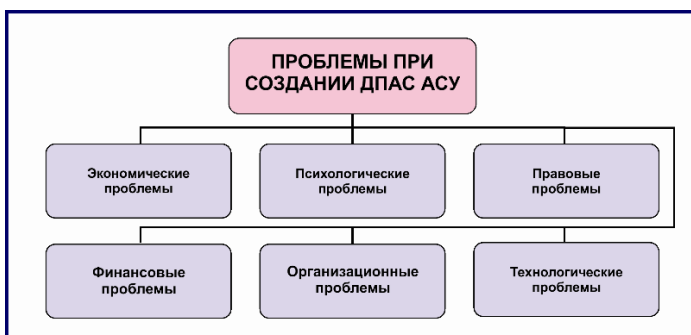 ПРОБЛЕМЫ ПРИ
СОЗДАНИИ ДПАС АСУ
Экономические
проблемы
Психологические
проблемы
Правовые
проблемы
Финансовые
проблемы
Организационные
проблемы
Технологические
проблемы